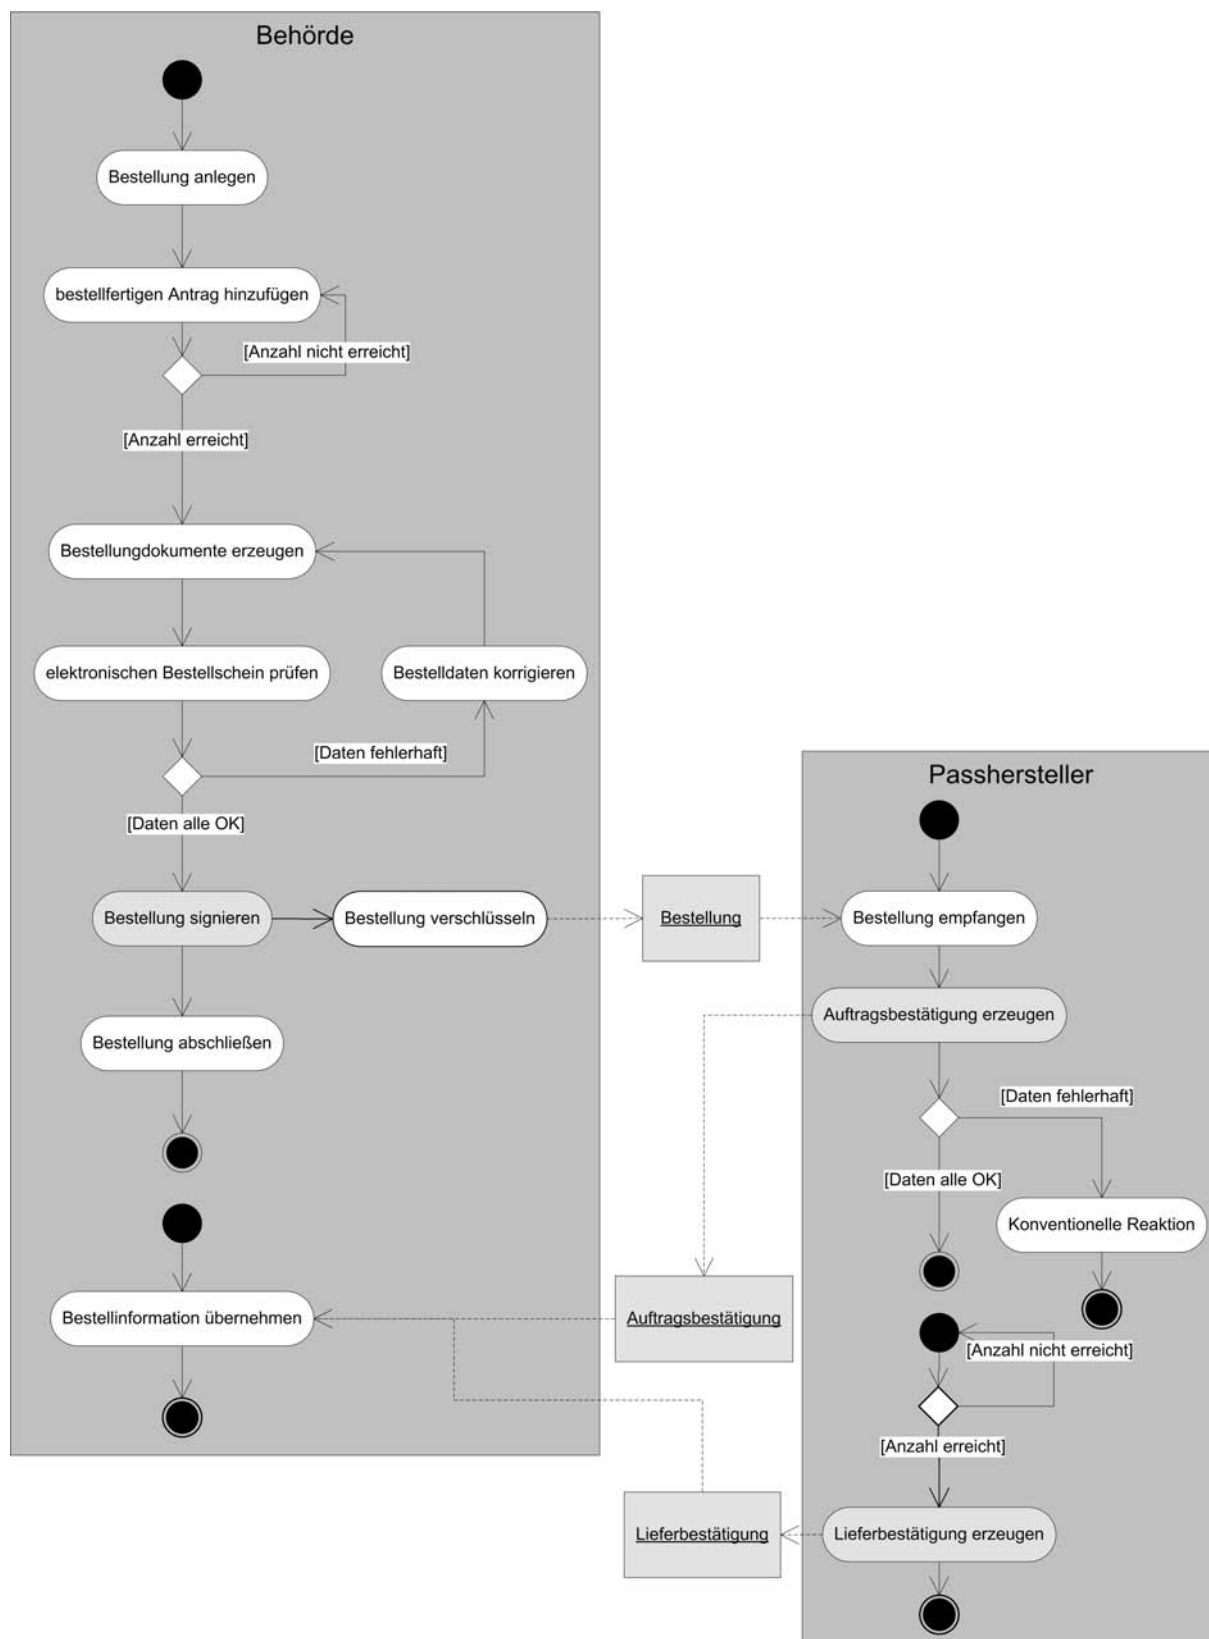 Behörde
Bestellung anlegen
bestellfertigen Antrag hinzufügen
[Anzahl nicht erreicht]
[Anzahl erreicht]
Bestellungdokumente erzeugen
elektronischen Bestellschein prüfen
Bestelldaten korrigieren
[Daten fehlerhaft]
[Daten alle OK]
Bestellung signieren
Bestellung verschlüsseln
Bestellung
Bestellung abschließen
Bestellinformation übernehmen
Passhersteller
Bestellung empfangen
Auftragsbestätigung erzeugen
[Daten fehlerhaft]
[Daten alle OK]
Konventionelle Reaktion
Auftragsbestätigung
[Anzahl nicht erreicht]
[Anzahl erreicht]
Lieferbestätigung
Lieferbestätigung erzeugen